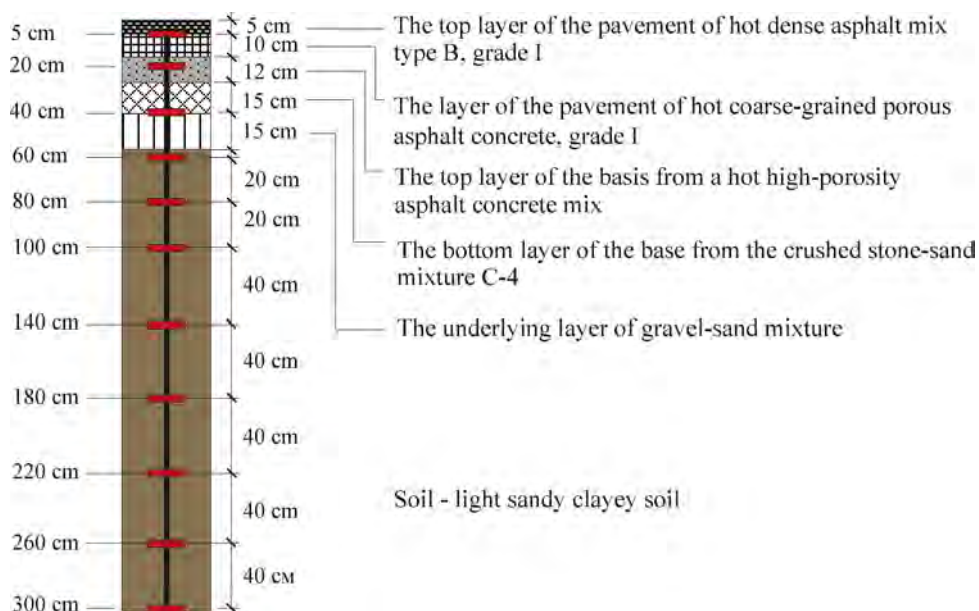 5 cm
20 cm
40 cm
60 cm
80 cm
100 cm
140 cm
180 cm
220 cm
260 cm
300 cm
5 cm
10 cm
12 cm
15 cm
15 cm
20 cm
20 cm
40 cm
40 cm
40 cm
40 cm
40 см
The top layer of the pavement of hot dense asphalt mix
type B, grade I
The layer of the pavement of hot coarse-grained porous
asphalt concrete, grade I
The top layer of the basis from a hot high-porosity
asphalt concrete mix
The bottom layer of the base from the crushed stone-sand
mixture C-4
The underlying layer of gravel-sand mixture
Soil - light sandy clayey soil